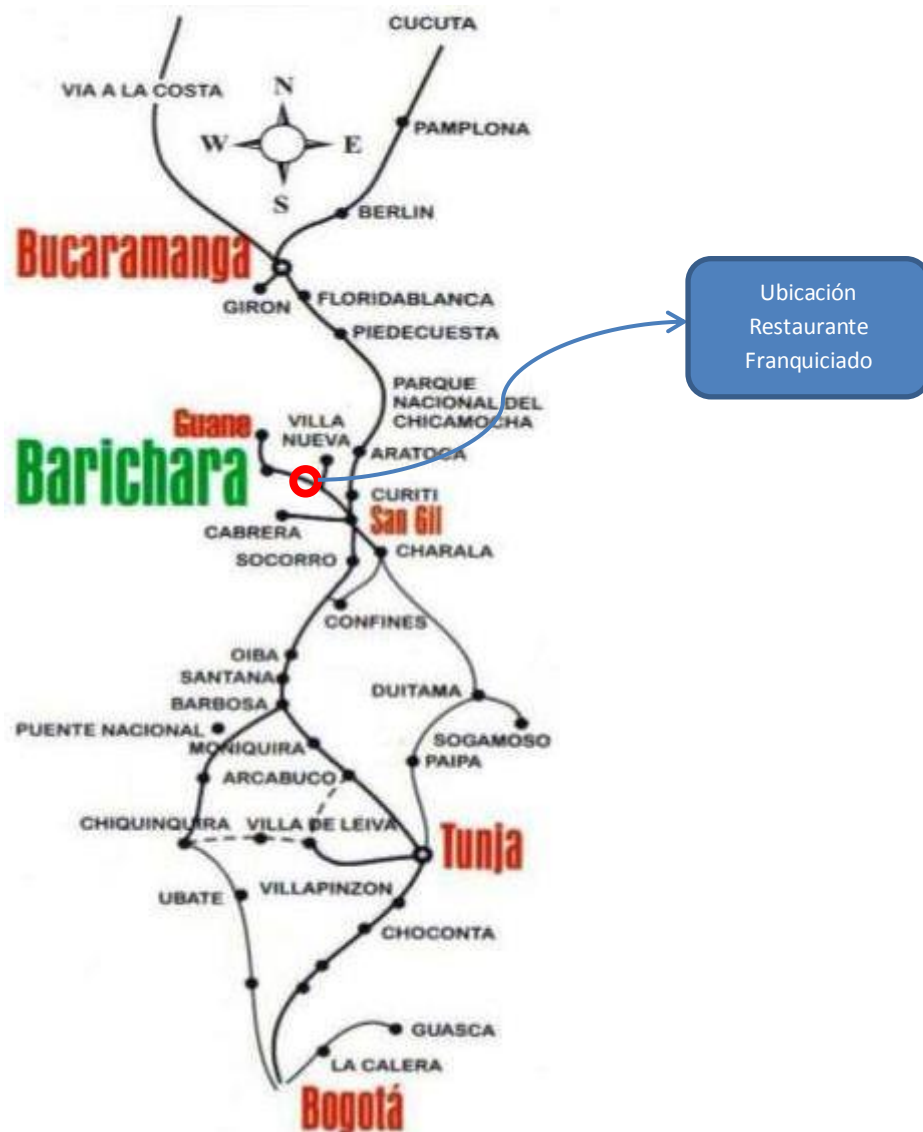 CUCUTA
VIA A LA COSTA
N
PAMPLONA
W
E
S
BERLIN
Bucaramanga
GIRON
FLORIDABLANCA
PIEDECUESTA
Ubicación
Restaurante
Franquiciado
PARQUE
NACIONAL DEL
CHICAMOCHA
Guane
VILLA
NUEVA
ARATOCA
Barichara
CURITI
CABRERA
San Gil
SOCORRO
CHARALA
CONFINES
OIBA
SANTANA
DUITAMA
BARBOSA
PUENTE NACIONAL
SOGAMOSO
MONIQUIRA
PAIPA
ARCABUCO
CHIQUINQUIRA
VILLA DE LEIVA
Tunja
UBATE
VILLAPINZON
CHOCONTA
GUASCA
LA CALERA
Bogotá